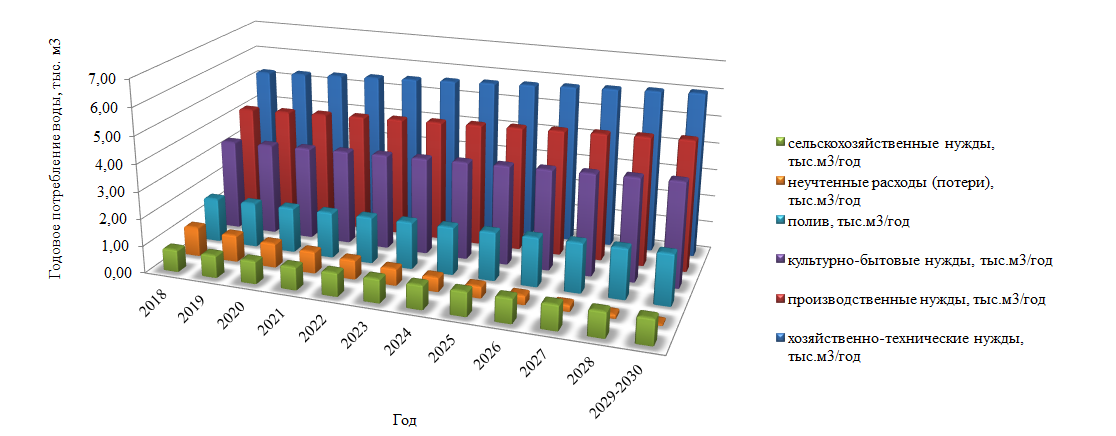 Годовое потребление воды, тыс. м3
7,00
6,00
5,00
4,00
3,00
2,00
1,00
0,00
2018
2019
2020
2021
2022
2023
2024
2025
2026
2027
2028
2029-2030
Год
сельскохозяйственные нужды,
тыс.м3/год
неучтенные расходы (потери),
тыс.м3/год
полив, тыс.м3/год
культурно-бытовые нужды, тыс.м3/год
производственные нужды, тыс.м3/год
хозяйственно-технические нужды,
тыс.м3/год